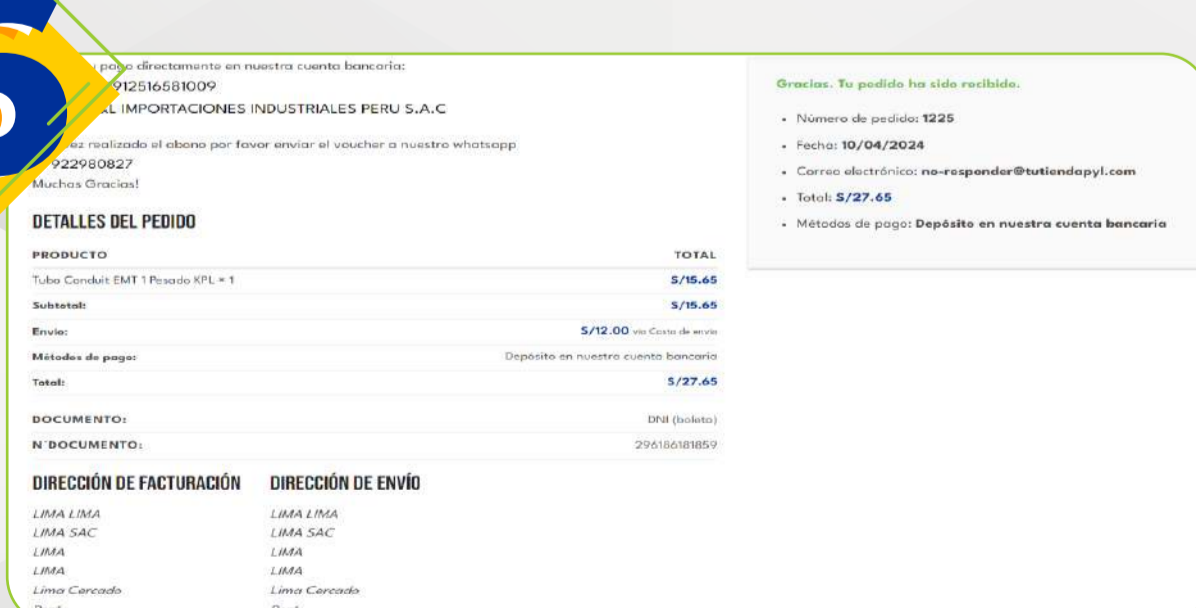 pago directamente en nuestra cuenta bancaria:
912516581009
IMPORTACIONES INDUSTRIALES PERU S.A.C
ez realizado el abono por favor enviar el voucher a nuestro whatsapp
922980827
Muchas Gracias!
DETALLES DEL PEDIDO
PRODUCTO TOTAL
Tubo Conduit EMT 1 Pesado KPL × 1 S/15.65
Subtotal: S/15.65
Envío: S/12.00 vía Costo de envío
Métodos de pago: Depósito en nuestra cuenta bancaria
Total: S/27.65
DOCUMENTO: DNI (boleta)
N°DOCUMENTO: 296186181859
DIRECCIÓN DE FACTURACIÓN DIRECCIÓN DE ENVÍO
LIMA LIMA LIMA LIMA
LIMA SAC LIMA SAC
LIMA LIMA
LIMA LIMA
Lima Cercado Lima Cercado
Gracias. Tu pedido ha sido recibido.
• Número de pedido: 1225
• Fecha: 10/04/2024
• Correo electrónico: no-responder@tutiendapyl.com
• Total: S/27.65
• Métodos de pago: Depósito en nuestra cuenta bancaria